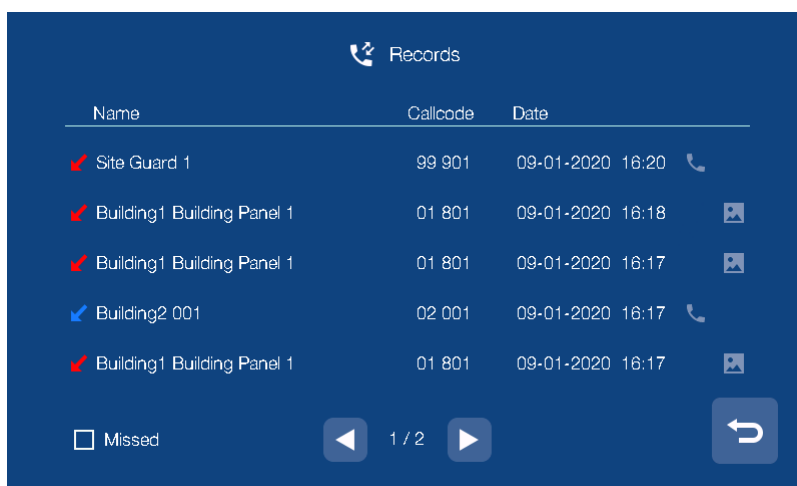 Records
Name Callcode Date
Site Guard 1 99 901 09-01-2020 16:20
Building1 Building Panel 1 01 801 09-01-2020 16:18
Building1 Building Panel 1 01 801 09-01-2020 16:17
Building2 001 02 001 09-01-2020 16:17
Building1 Building Panel 1 01 801 09-01-2020 16:17
Missed 1 / 2